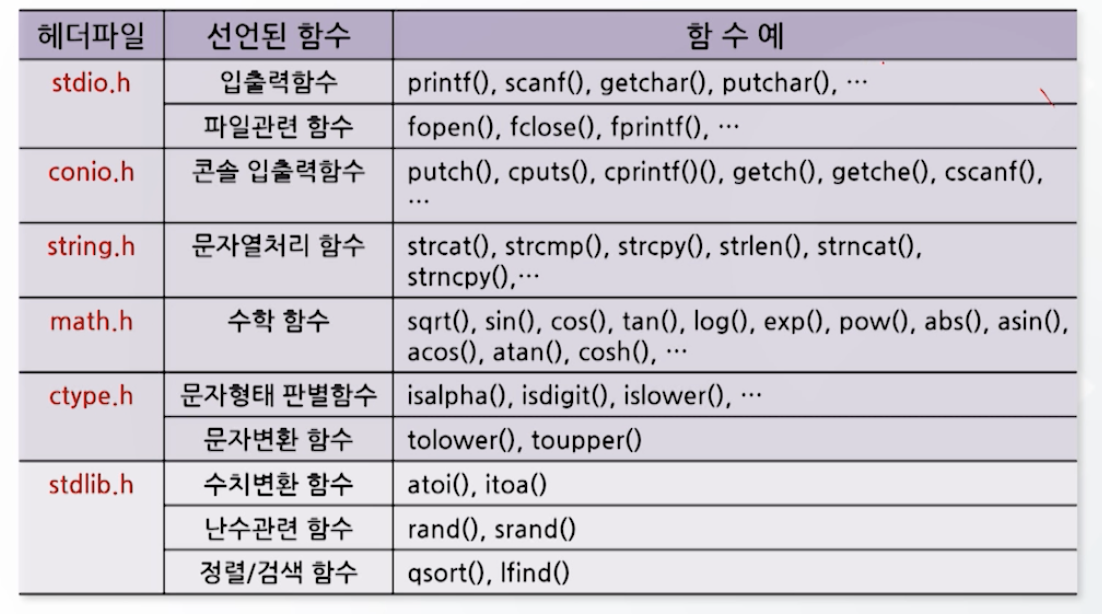 헤더파일 선언된 함수 함 수 예
stdio.h 입출력함수 printf(), scanf(), getchar(), putchar(), …
파일관련 함수 fopen(), fclose(), fprintf(), …
conio.h 콘솔 입출력함수 putch(), cputs(), cprintf()(), getch(), getche(), cscanf(),
…
string.h 문자열처리 함수 strcat(), strcmp(), strcpy(), strlen(), strncat(),
strncpy(),…
math.h 수학 함수 sqrt(), sin(), cos(), tan(), log(), exp(), pow(), abs(), asin(),
acos(), atan(), cosh(), …
ctype.h 문자형태 판별함수 isalpha(), isdigit(), islower(), …
문자변환 함수 tolower(), toupper()
stdlib.h 수치변환 함수 atoi(), itoa()
난수관련 함수 rand(), srand()
정렬/검색 함수 qsort(), lfind()